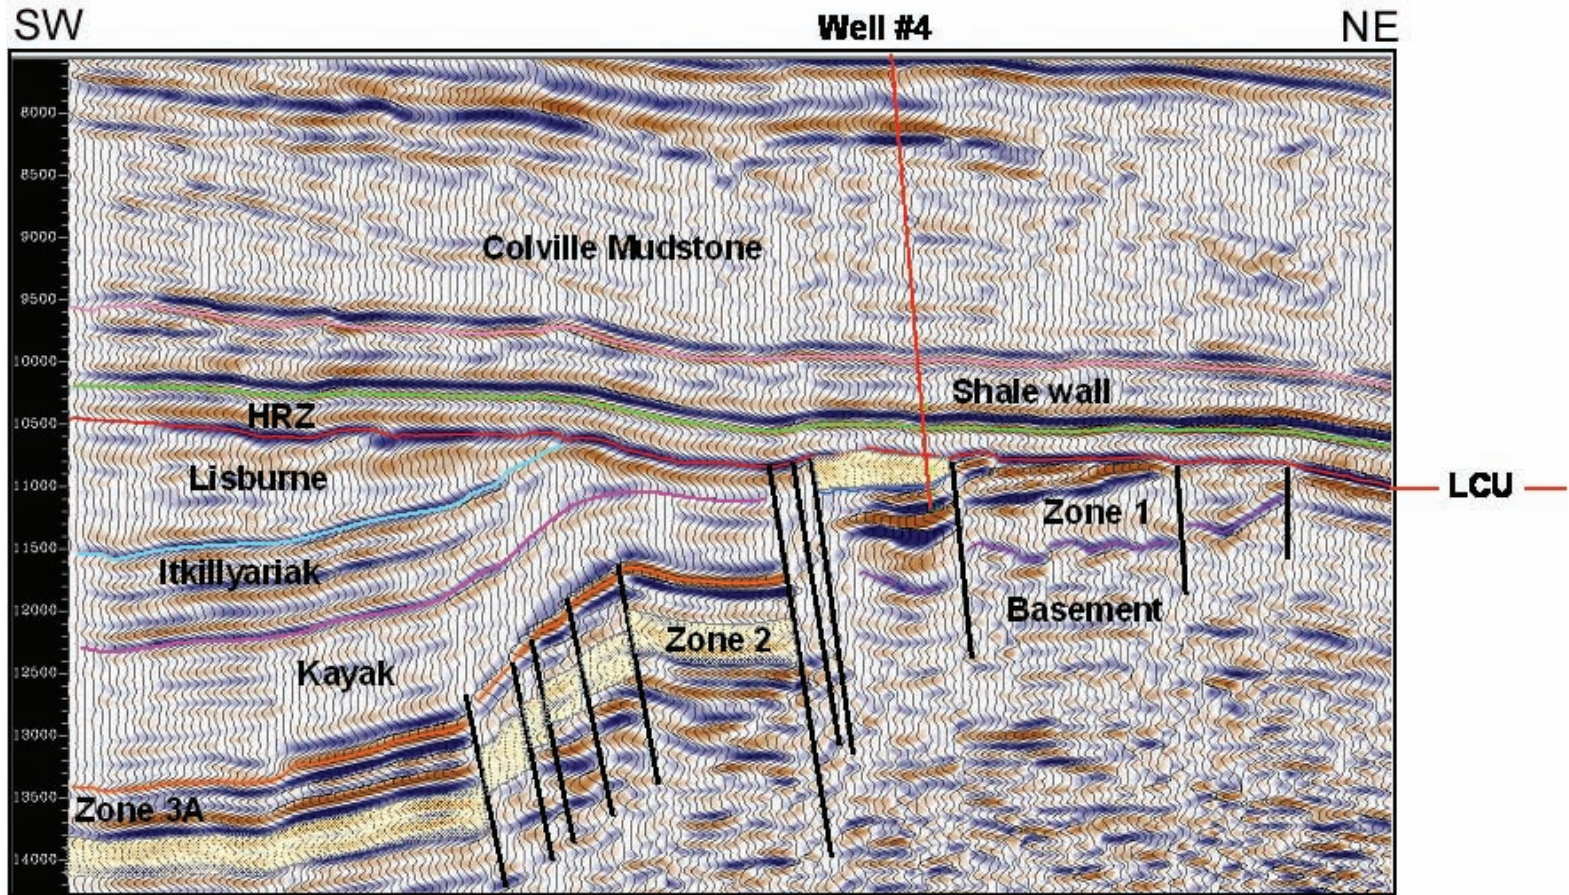 SW
Well #4
NE
8000
8500
9000
Colville Mudstone
9500
10000
Shale wall
HRZ
10500
Lisburne
11000
LCU
Zone 1
11500
Itkillyariak
12000
Basement
Zone 2
12500
Kayak
13000
13500
Zone 3A
14000